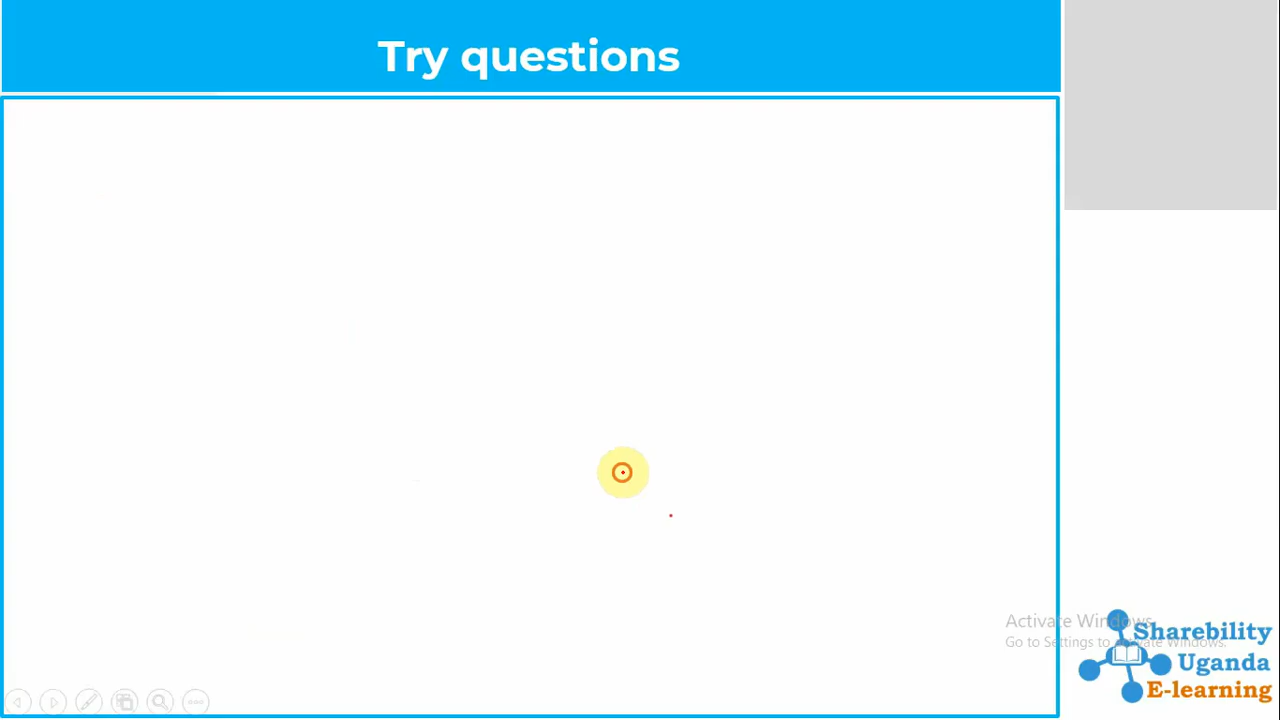 Try questions
Activate Windows
Go to Settings to activate Windows.
Sharebility
Uganda
E-learning